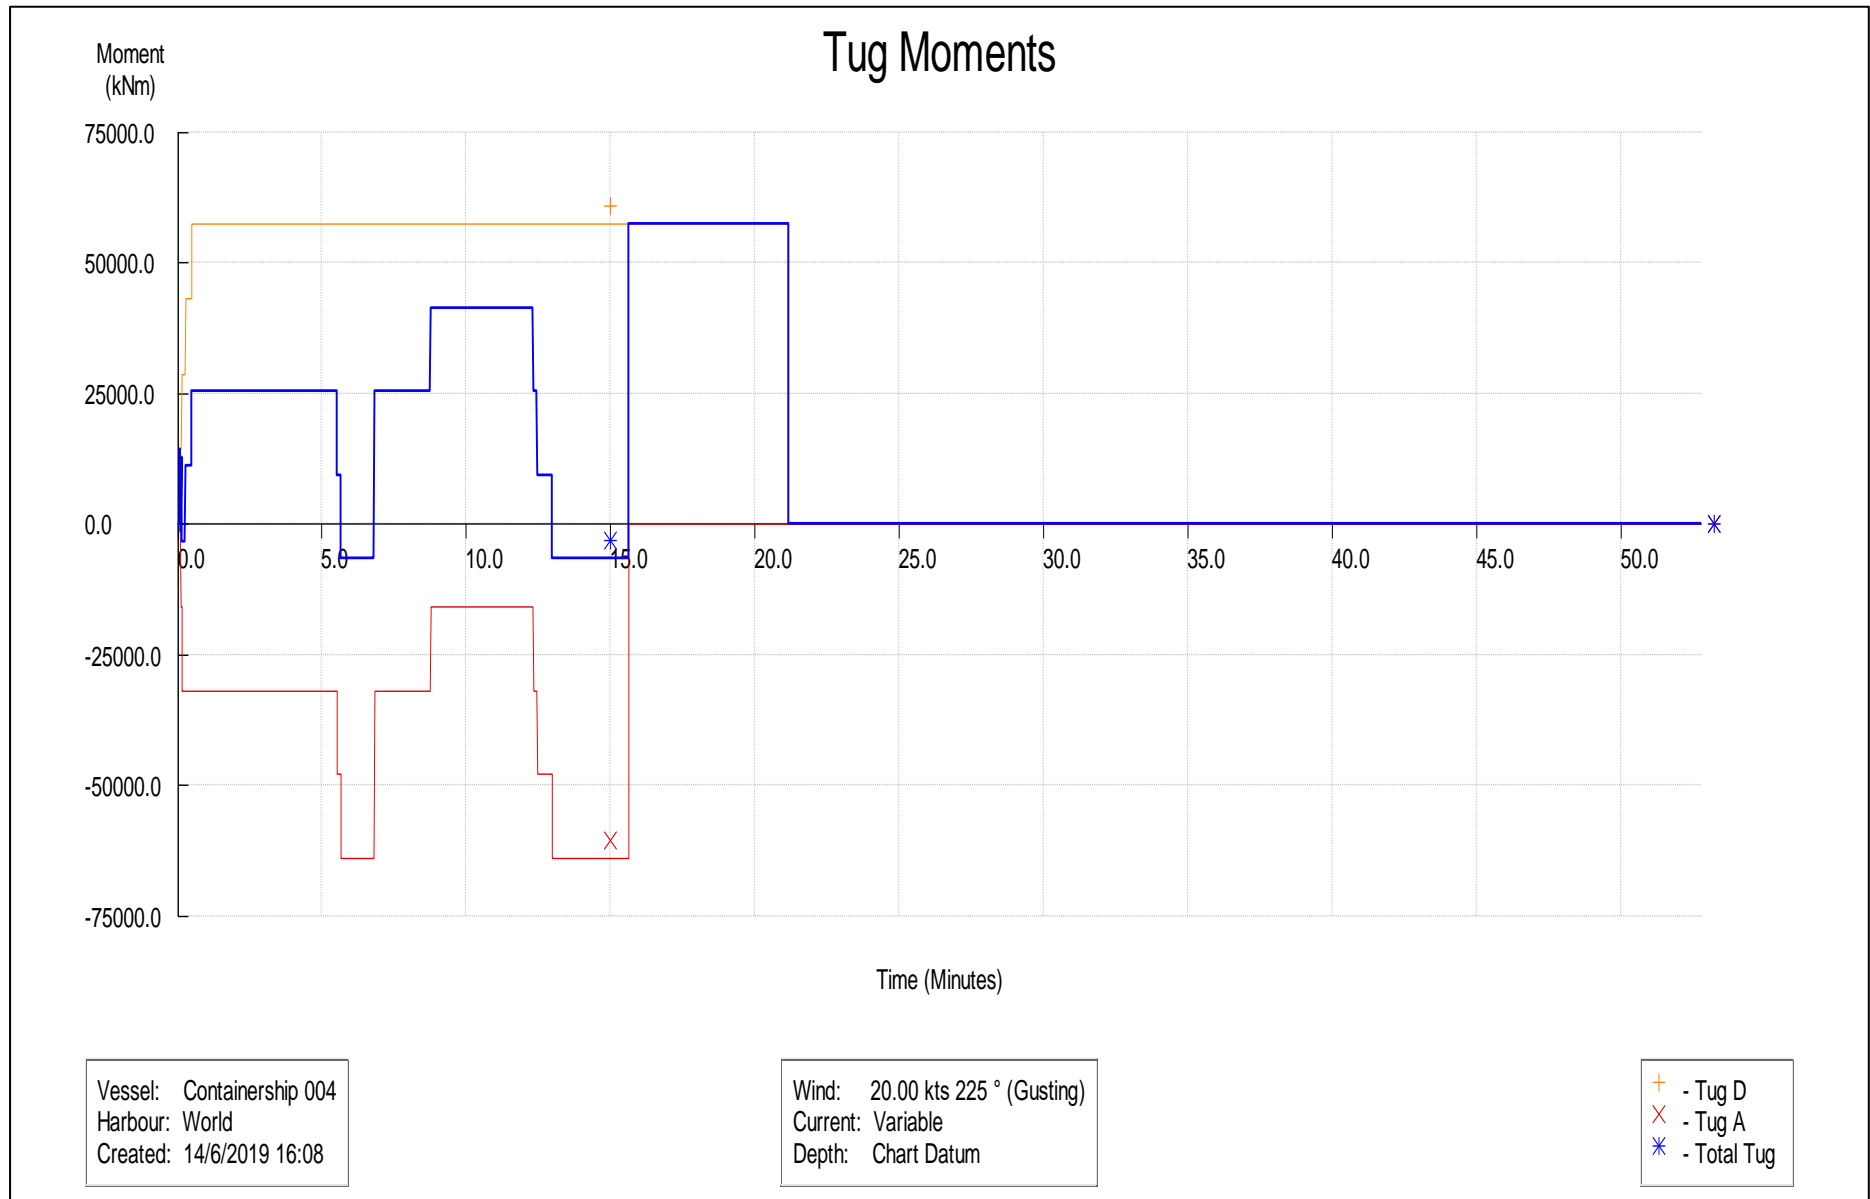 Tug Moments
Moment
(kNm)
75000.0
50000.0
25000.0
0.0
-25000.0
-50000.0
-75000.0
0.0 5.0 10.0 15.0 20.0 25.0 30.0 35.0 40.0 45.0 50.0
Time (Minutes)
Vessel: Containership 004
Harbour: World
Created: 14/6/2019 16:08
Wind: 20.00 kts 225 ° (Gusting)
Current: Variable
Depth: Chart Datum
- Tug D
- Tug A
- Total Tug